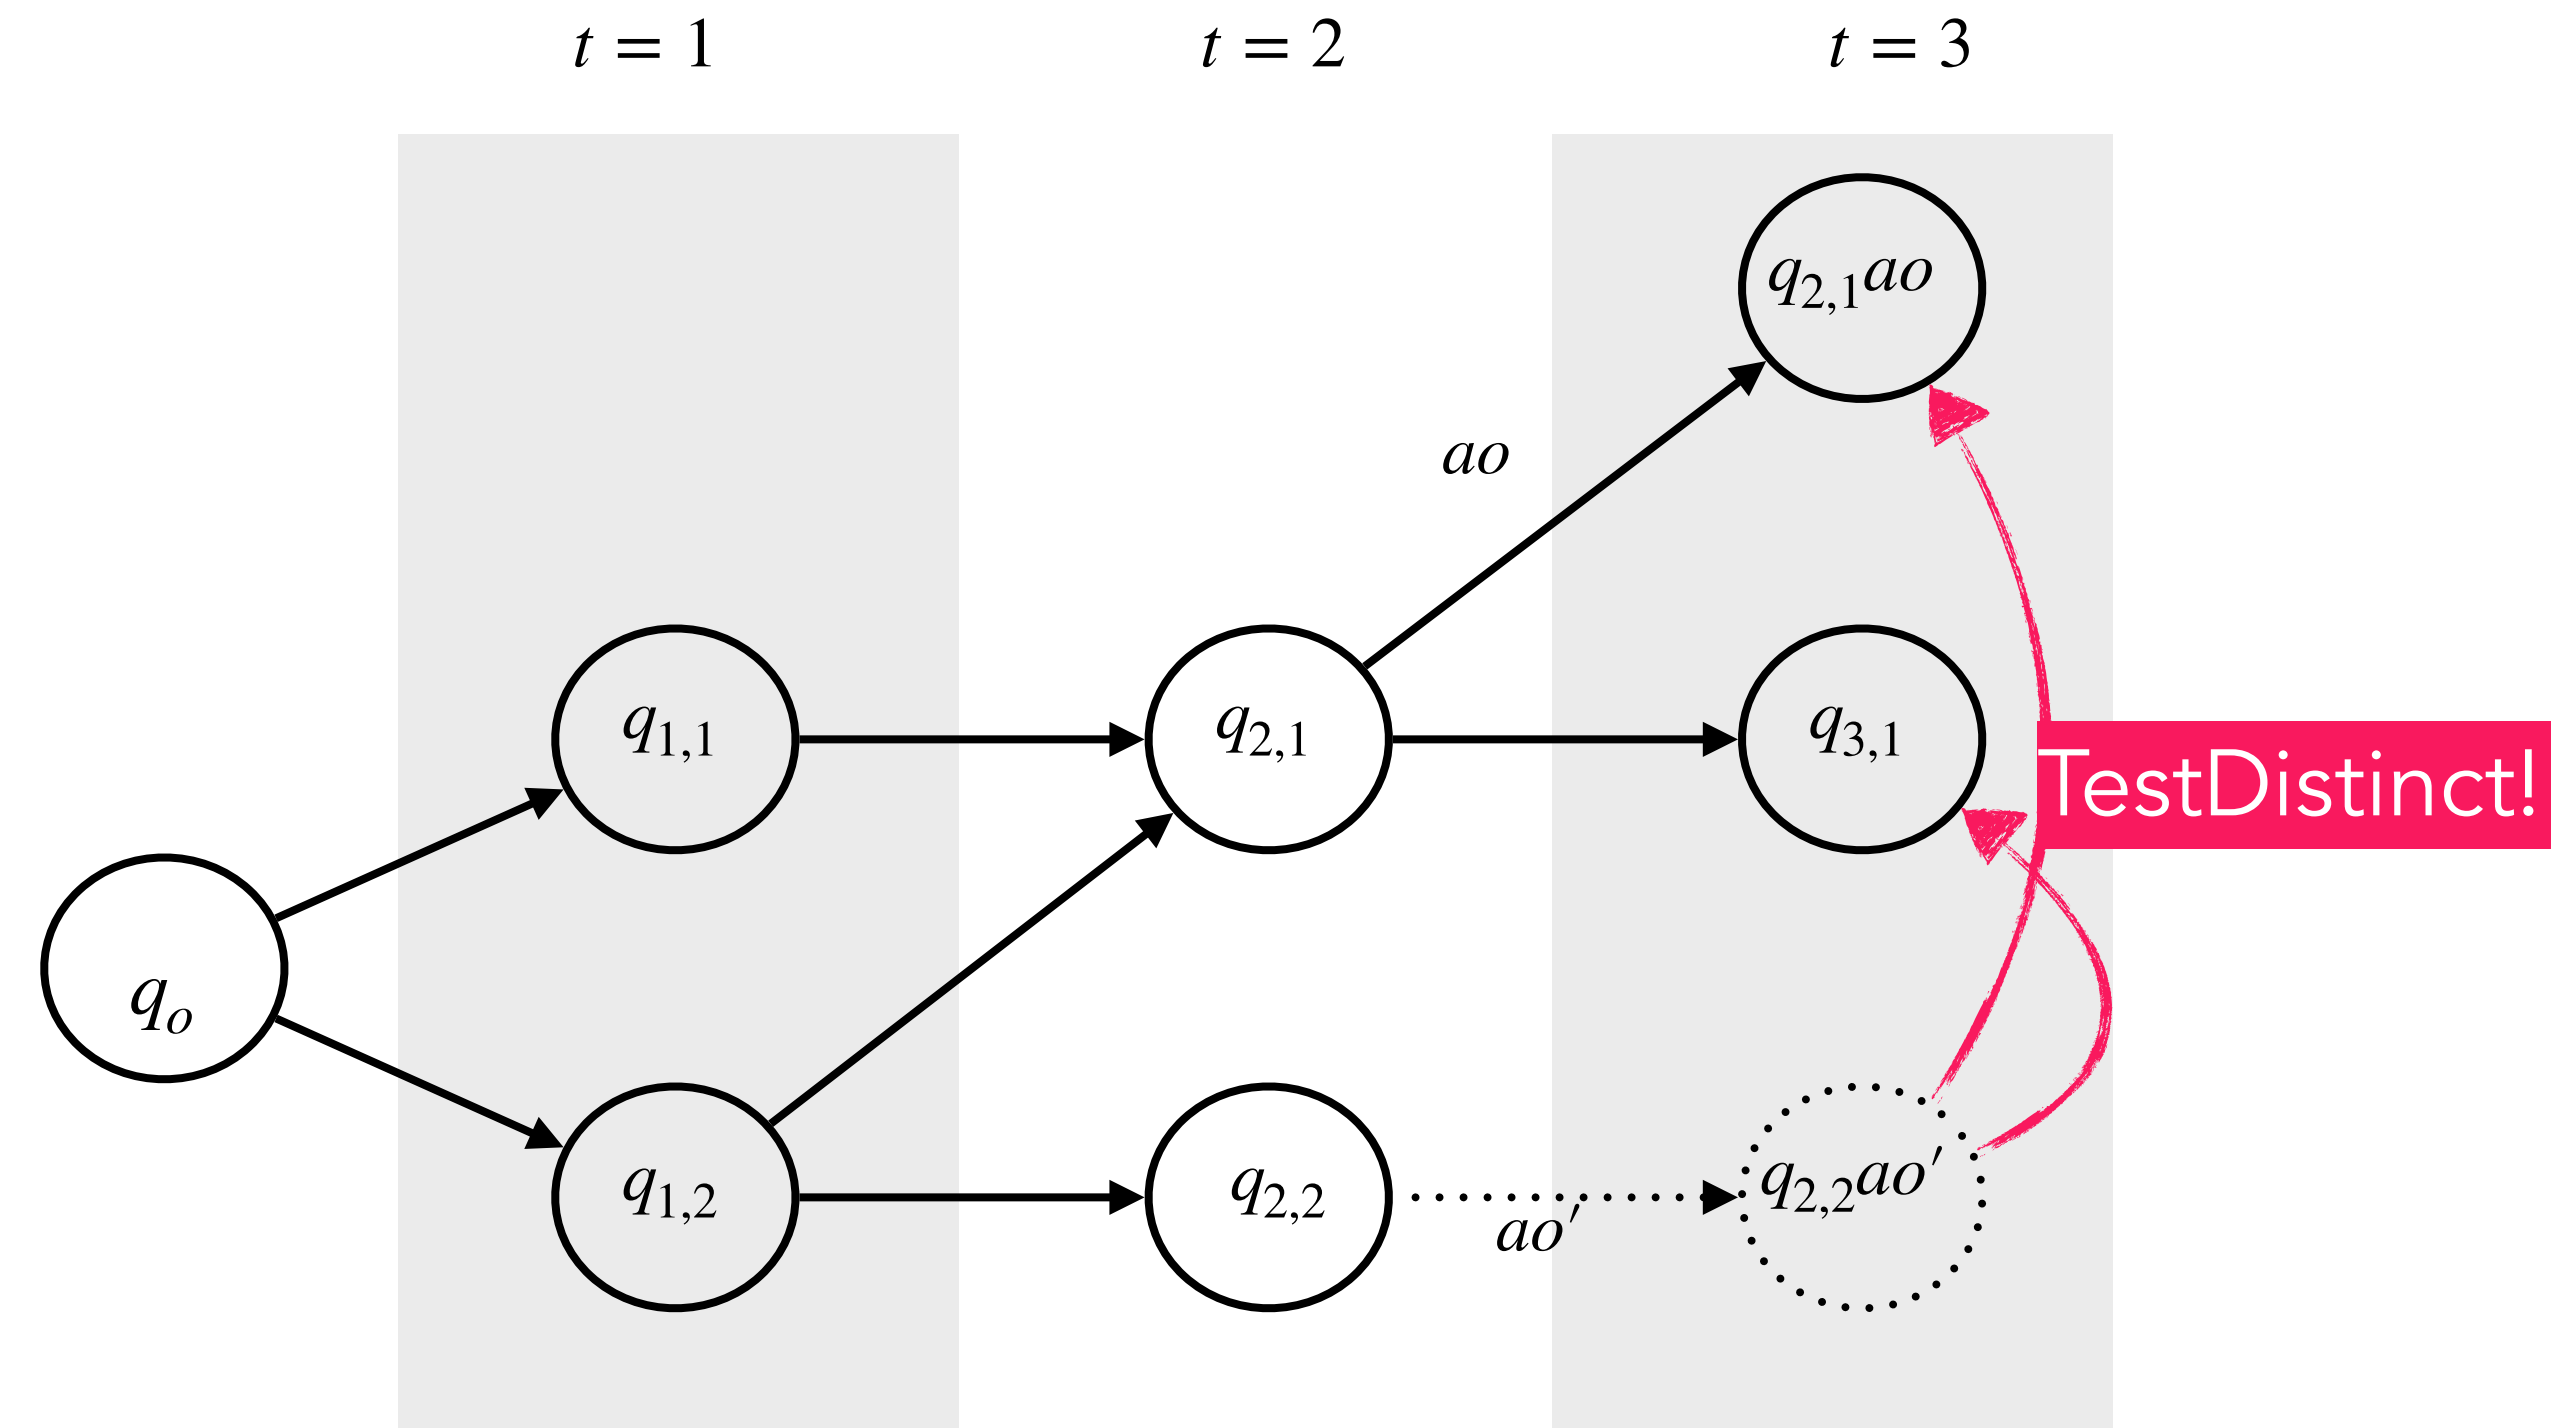 t = 1
t = 2
t = 3
q2,1ao
ao
q1,1
q2,1
q3,1
TestDistinct!
qo
q1,2
q2,2
ao′
q2,2ao′